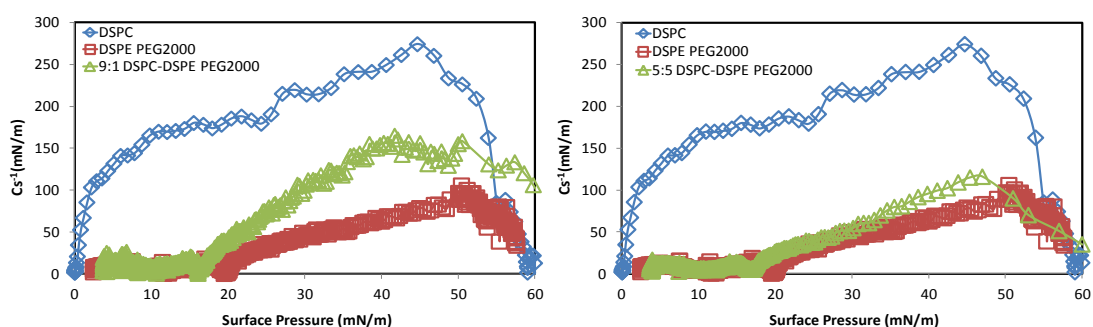 300
250
200
150
100
50
0
Cs⁻¹(mN/m)
DSPC
DSPE PEG2000
9:1 DSPC-DSPE PEG2000
0 10 20 30 40 50 60
Surface Pressure (mN/m)
300
250
200
150
100
50
0
Cs⁻¹(mN/m)
DSPC
DSPE PEG2000
5:5 DSPC-DSPE PEG2000
0 10 20 30 40 50 60
Surface Pressure (mN/m)